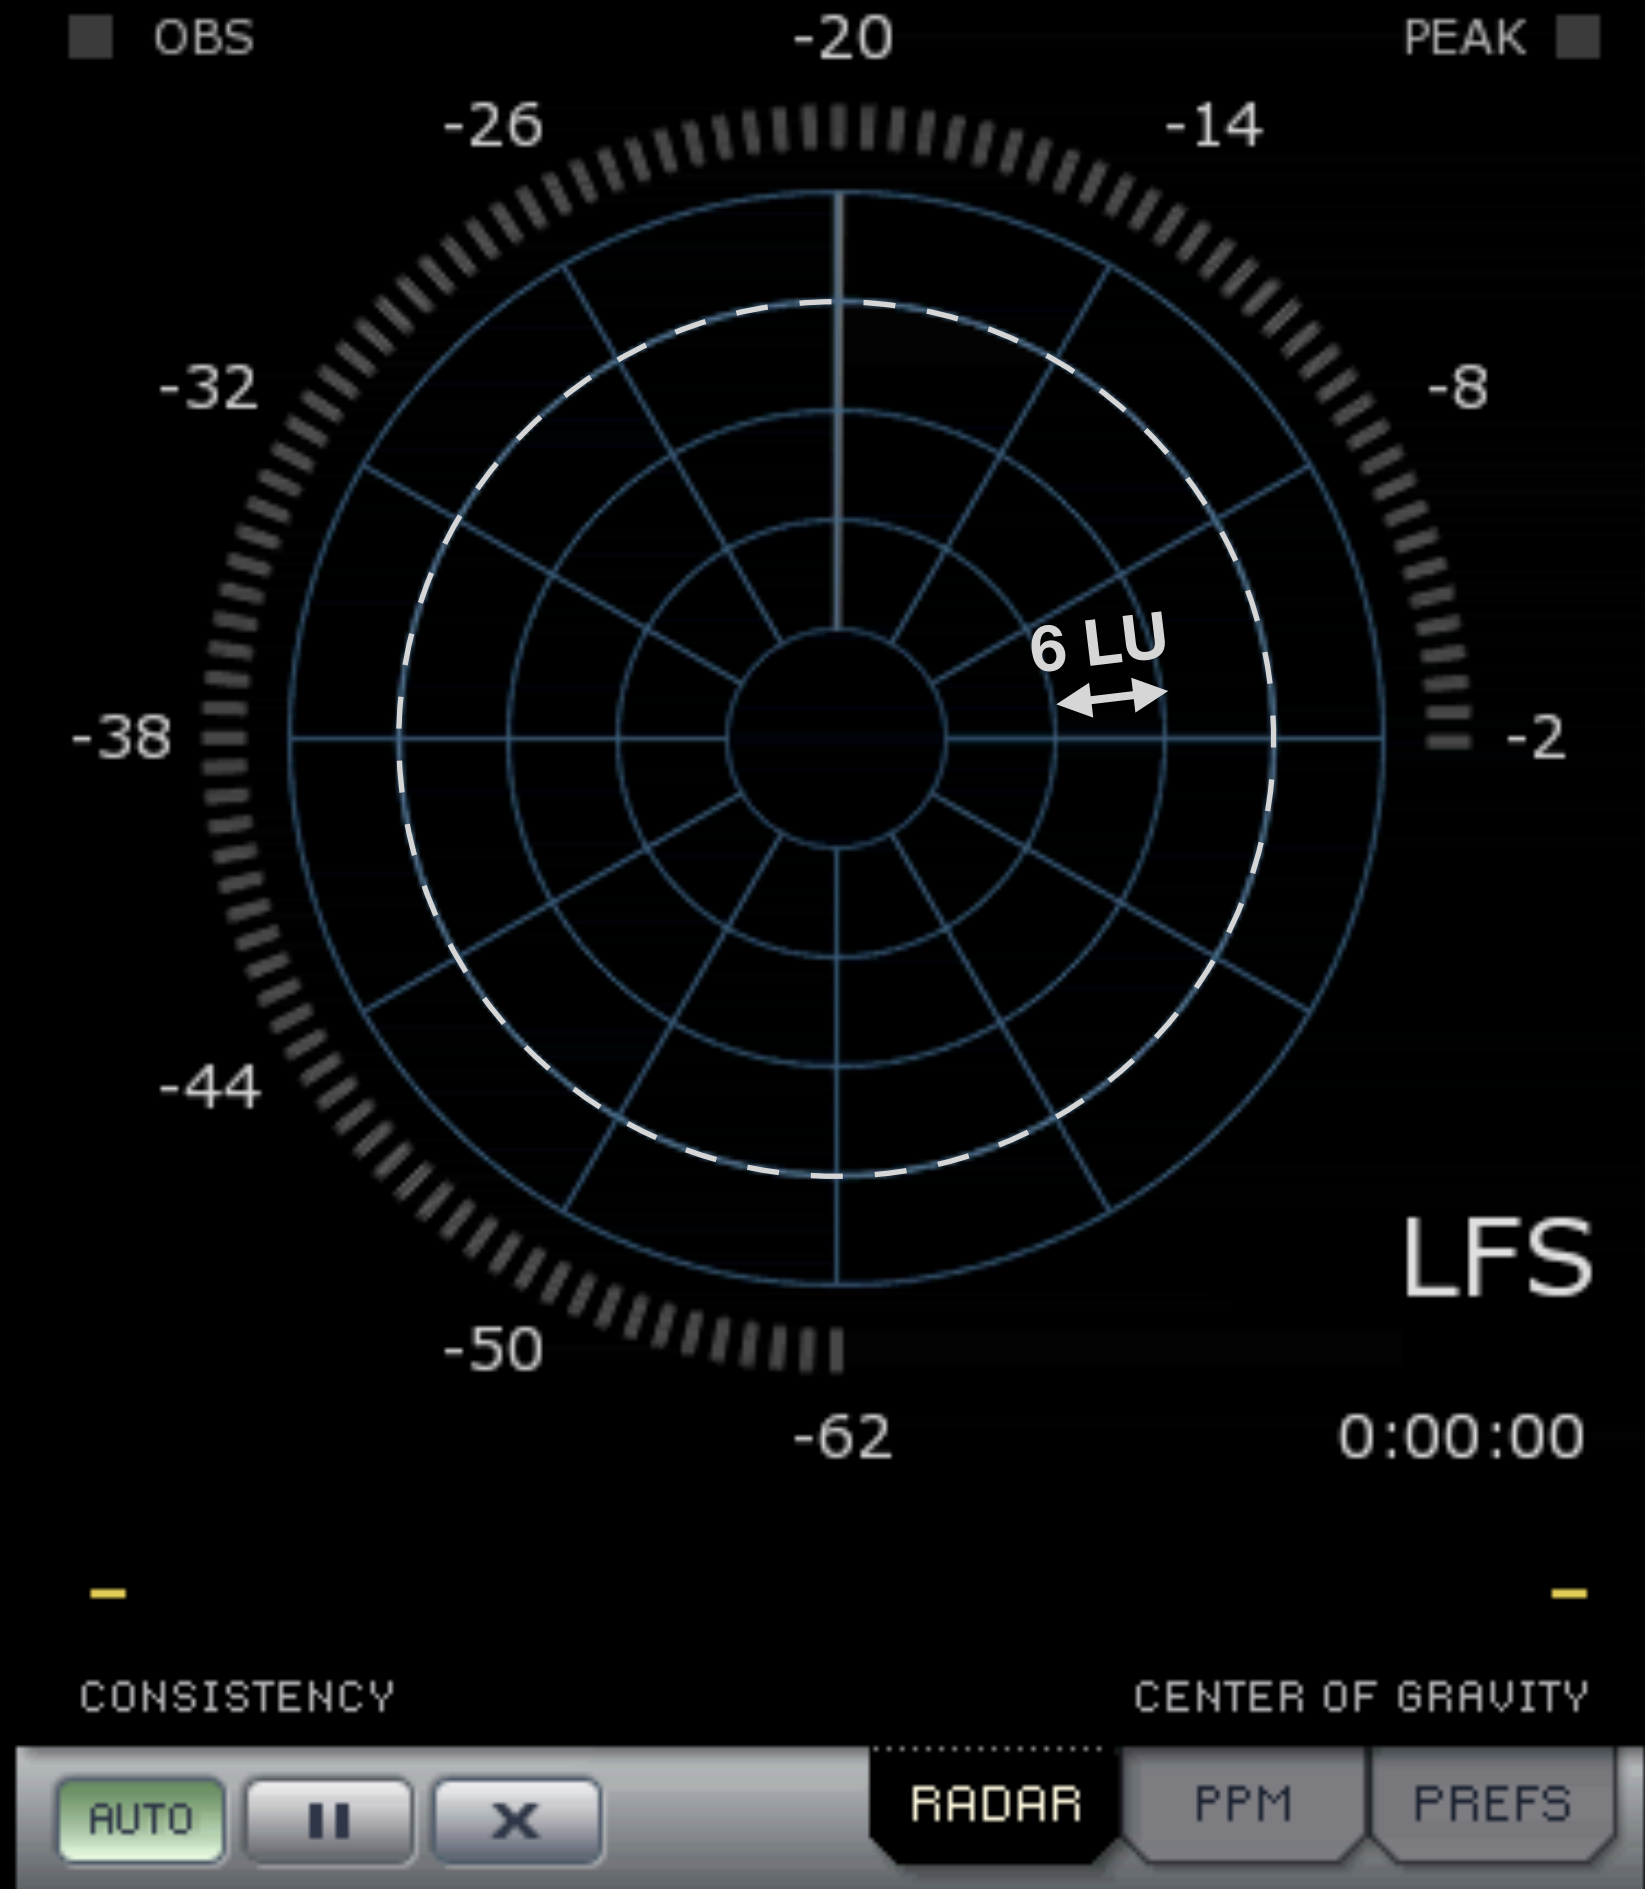 OBS
-20
PEAK
-26
-14
-32
-8
6 LU
-38
-2
-44
LFS
-50
-62
0:00:00
-
-
CONSISTENCY
CENTER OF GRAVITY
AUTO
RADAR
PPM
PREFS